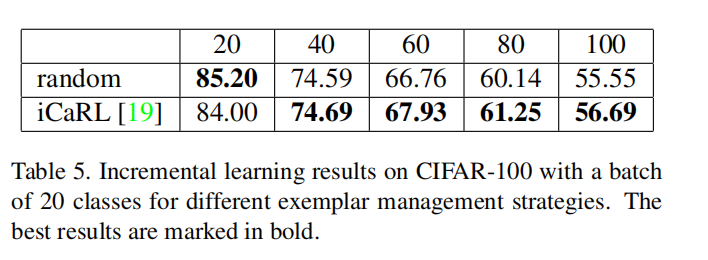 20 40 60 80 100
random 85.20 74.59 66.76 60.14 55.55
iCaRL [19] 84.00 74.69 67.93 61.25 56.69
Table 5. Incremental learning results on CIFAR-100 with a batch
of 20 classes for different exemplar management strategies. The
best results are marked in bold.